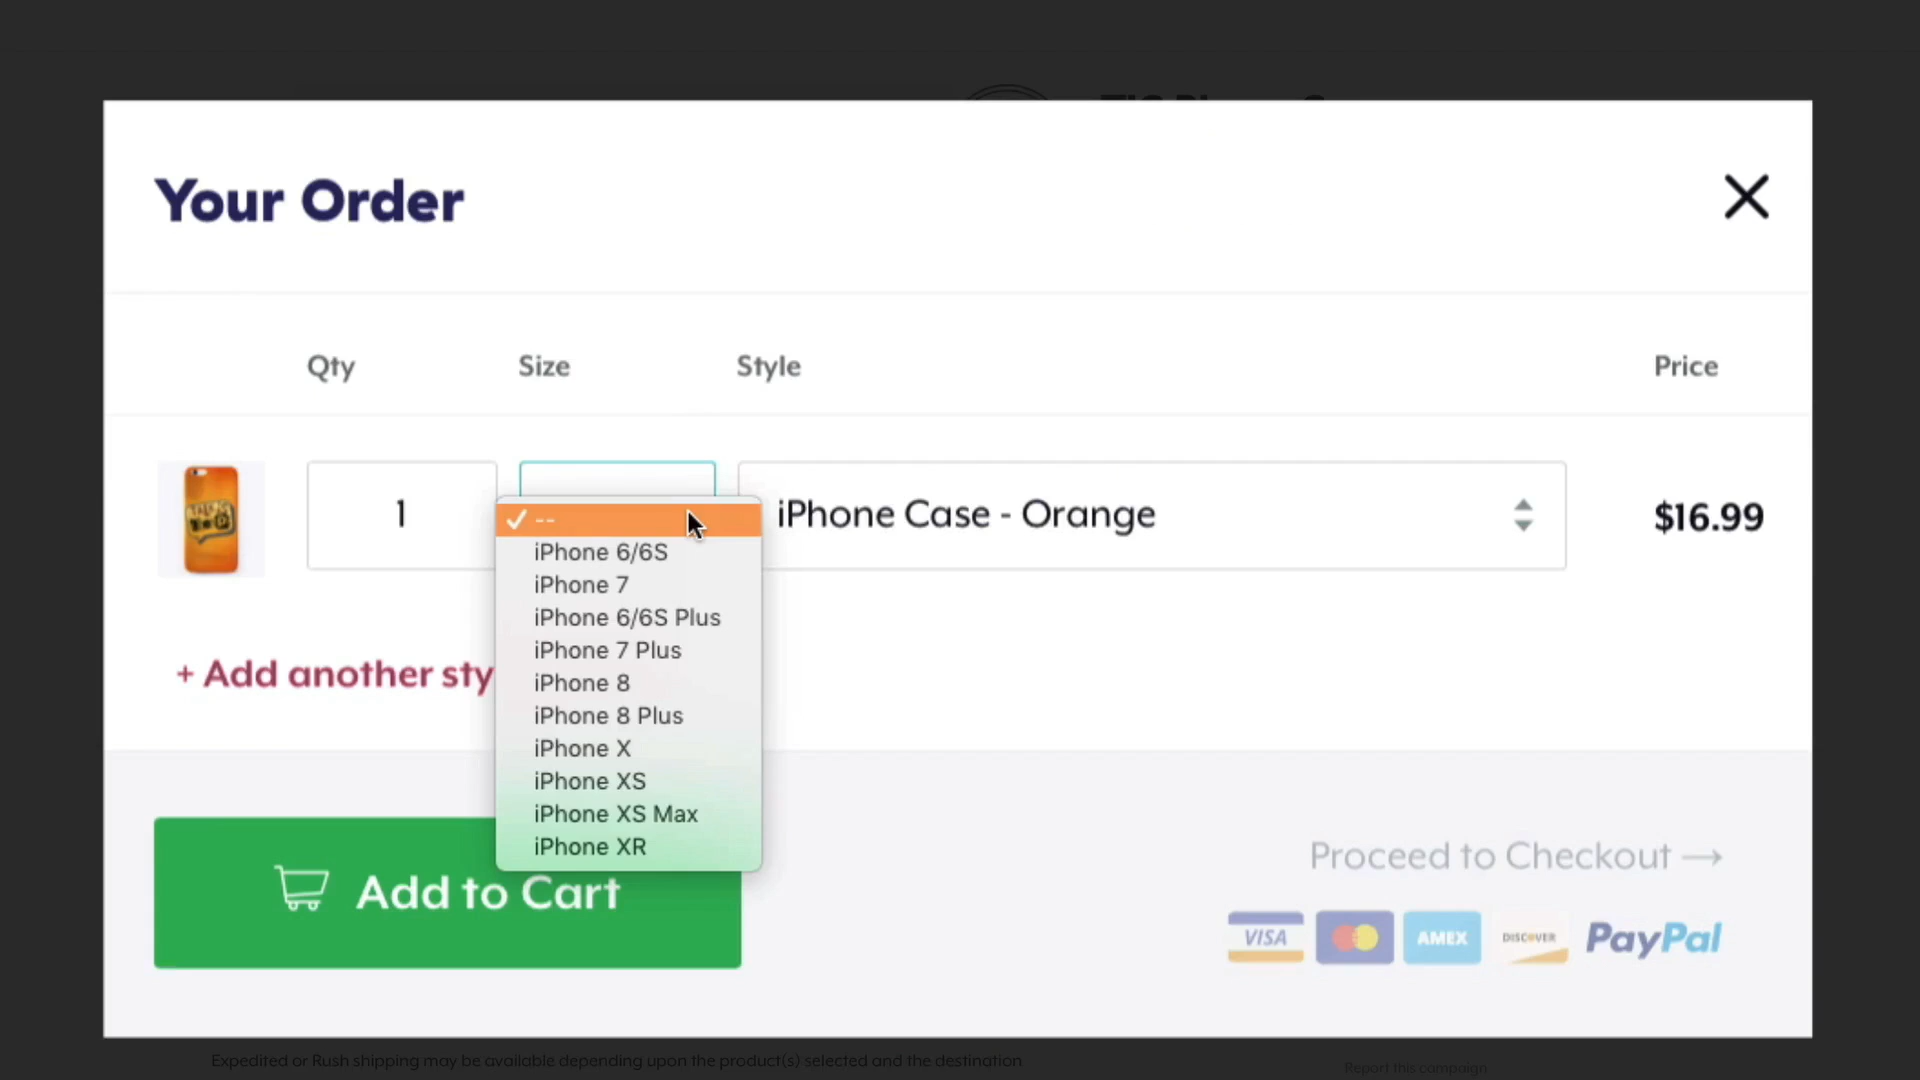 Your Order
Qty Size Style Price
1
--
iPhone Case - Orange
$16.99
iPhone 6/6S
iPhone 7
iPhone 6/6S Plus
iPhone 7 Plus
iPhone 8
iPhone 8 Plus
iPhone X
iPhone XS
iPhone XS Max
iPhone XR
+ Add another sty
Add to Cart
Proceed to Checkout →
VISA AMEX DISCOVER PayPal
Expedited or Rush shipping may be available depending upon the product(s) selected and the destination
Report this campaign